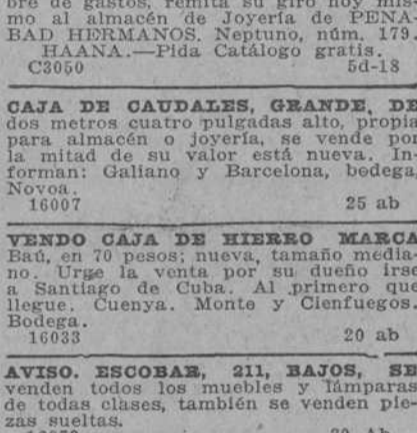 bre de gastos, remita su giro hoy mis-
mo al almacén de Joyería de PENA-
BAD HERMANOS. Neptuno, núm. 179.
HAANA.—Pida Catálogo gratis.
C3050 5d-18
CAJA DE CAUDALES, GRANDE, DE
dos metros cuatro pulgadas alto, propia
para almacén o joyería, se vende por
la mitad de su valor está nueva. In-
forman: Galiano y Barcelona, bodega,
Novoa.
16007 25 ab
VENDO CAJA DE HIERRO MARCA
Baú, en 70 pesos; nueva, tamaño media-
no. Urge la venta por su dueño irse
a Santiago de Cuba. Al primero que
llegue. Cuenya. Monte y Cienfuegos.
Bodega.
16033 20 ab
AVISO. ESCOBAR, 211, BAJOS, SE
venden todos los muebles y lámparas
de todas clases, también se venden pie-
zas sueltas.